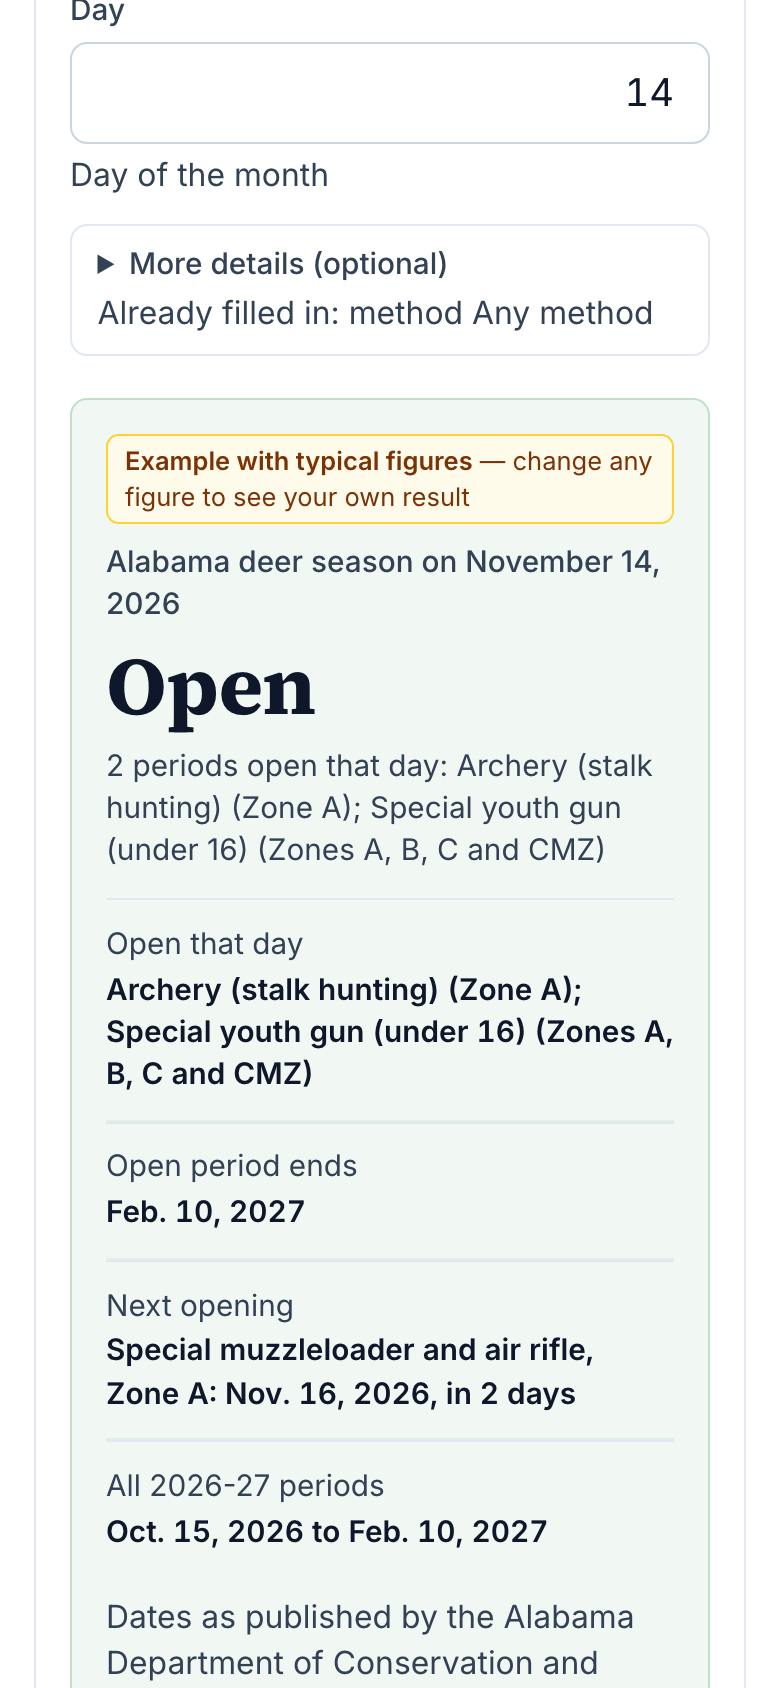 Day
14
Day of the month
▶ More details (optional)
Already filled in: method Any method
Example with typical figures — change any
figure to see your own result
Alabama deer season on November 14,
2026
Open
2 periods open that day: Archery (stalk
hunting) (Zone A); Special youth gun
(under 16) (Zones A, B, C and CMZ)
Open that day
Archery (stalk hunting) (Zone A);
Special youth gun (under 16) (Zones A,
B, C and CMZ)
Open period ends
Feb. 10, 2027
Next opening
Special muzzleloader and air rifle,
Zone A: Nov. 16, 2026, in 2 days
All 2026-27 periods
Oct. 15, 2026 to Feb. 10, 2027
Dates as published by the Alabama
Department of Conservation and